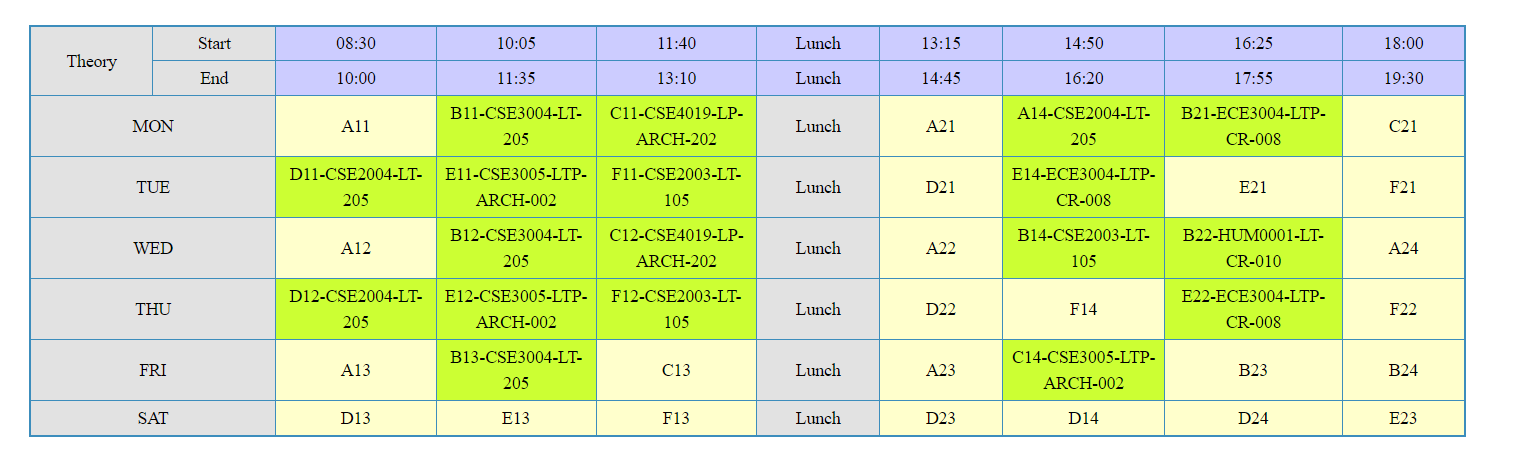 Theory Start 08:30 10:05 11:40 Lunch 13:15 14:50 16:25 18:00
End 10:00 11:35 13:10 Lunch 14:45 16:20 17:55 19:30
MON A11 B11-CSE3004-LT- C11-CSE4019-LP- Lunch A21 A14-CSE2004-LT- B21-ECE3004-LTP- C21
205 ARCH-202 205 CR-008
TUE D11-CSE2004-LT- E11-CSE3005-LTP- F11-CSE2003-LT- Lunch D21 E14-ECE3004-LTP- E21 F21
205 ARCH-002 105 CR-008
WED A12 B12-CSE3004-LT- C12-CSE4019-LP- Lunch A22 B14-CSE2003-LT- B22-HUM0001-LT- A24
205 ARCH-202 105 CR-010
THU D12-CSE2004-LT- E12-CSE3005-LTP- F12-CSE2003-LT- Lunch D22 F14 E22-ECE3004-LTP- F22
205 ARCH-002 105 CR-008
FRI A13 B13-CSE3004-LT- C13 Lunch A23 C14-CSE3005-LTP- B23 B24
205 ARCH-002
SAT D13 E13 F13 Lunch D23 D14 D24 E23